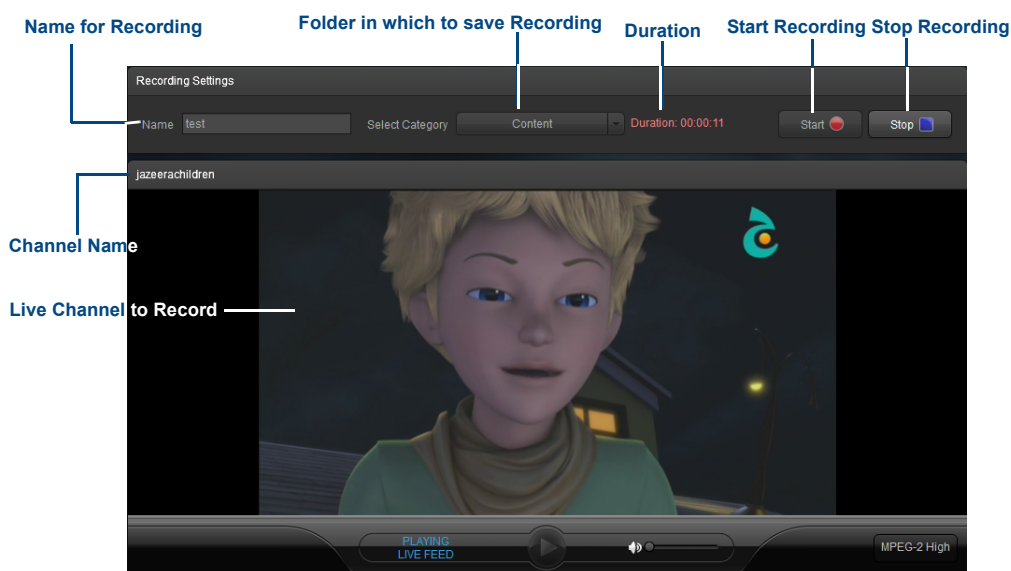 Name for Recording
Folder in which to save Recording
Duration
Start Recording
Stop Recording
Recording Settings
Name
test
Select Category
Content
Duration: 00:00:11
Start
Stop
jazeerachildren
Channel Name
Live Channel to Record
PLAYING
LIVE FEED
MPEG-2 High